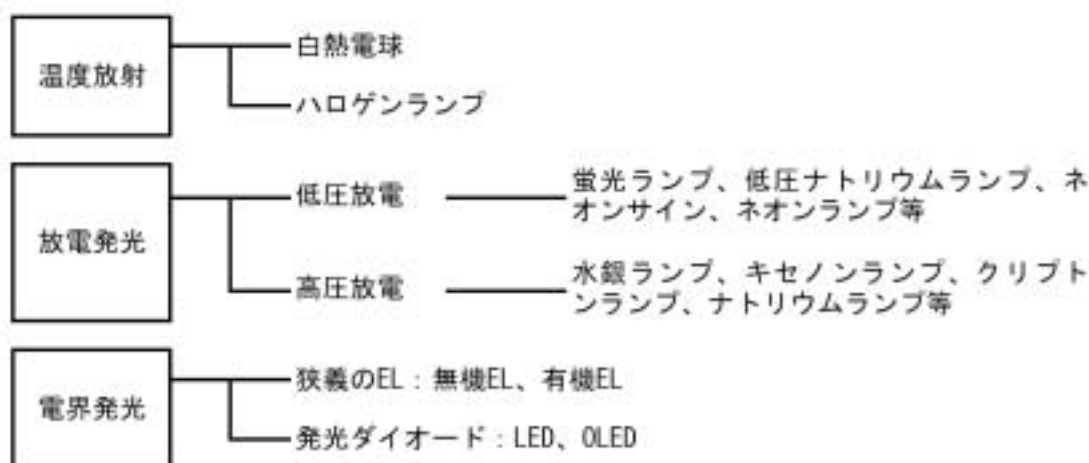 温度放射
白熱電球
ハロゲンランプ
放電発光
低圧放電
蛍光ランプ、低圧ナトリウムランプ、ネ
オンサイン、ネオンランプ等
高圧放電
水銀ランプ、キセノンランプ、クリプト
ンランプ、ナトリウムランプ等
電界発光
狭義のEL：無機EL、有機EL
発光ダイオード：LED、OLED